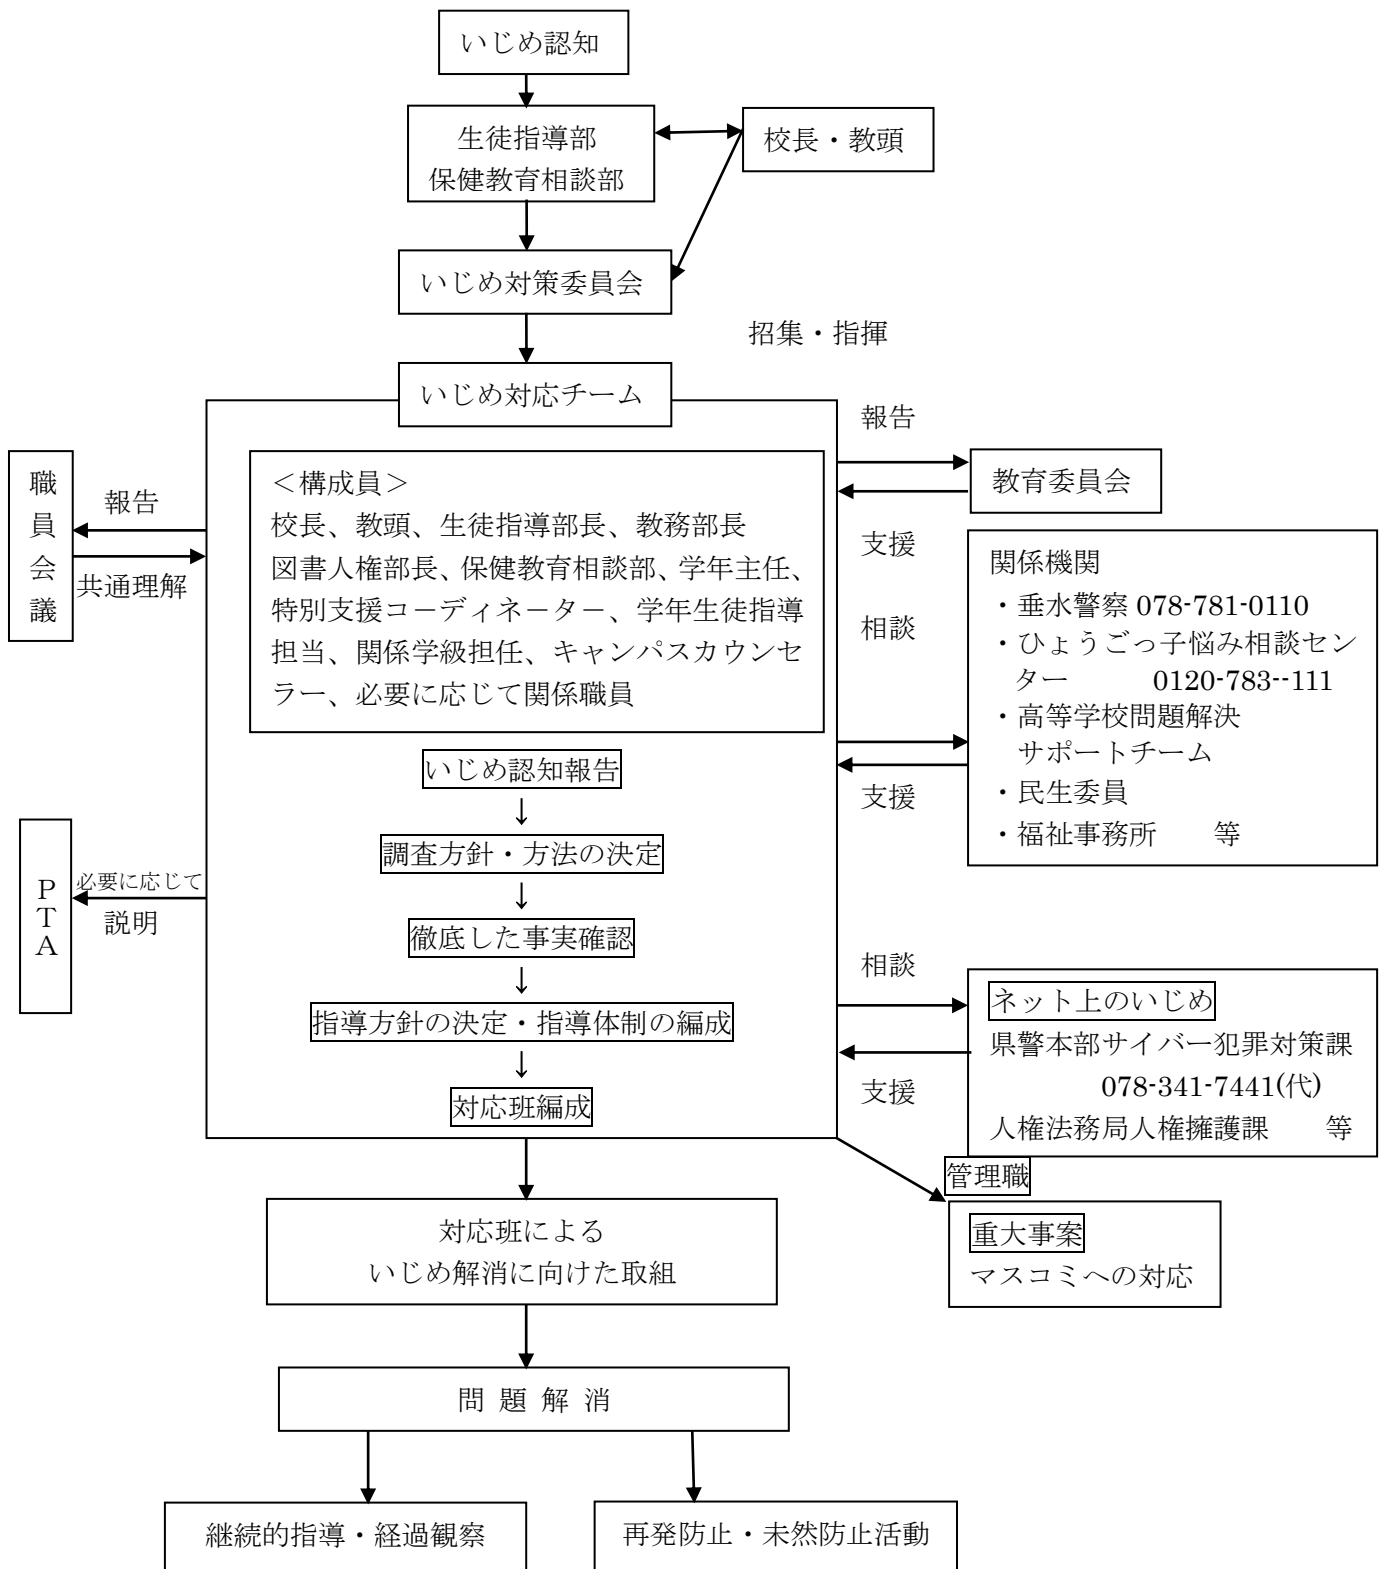 いじめ認知
生徒指導部
保健教育相談部
校長・教頭
いじめ対策委員会
招集・指揮
いじめ対応チーム
＜構成員＞
校長、教頭、生徒指導部長、教務部長
図書人権部長、保健教育相談部、学年主任、
特別支援コ－ディネ－タ－、学年生徒指導
担当、関係学級担任、キャンパスカウンセ
ラー、必要に応じて関係職員
いじめ認知報告
↓
調査方針・方法の決定
↓
徹底した事実確認
↓
指導方針の決定・指導体制の編成
↓
対応班編成
職員会議
報告
共通理解
PTA
必要に応じて
説明
報告
支援
教育委員会
相談
支援
関係機関
・垂水警察 078-781-0110
・ひょうごっ子悩み相談セン
ター 0120-783--111
・高等学校問題解決
サポートチーム
・民生委員
・福祉事務所 等
相談
支援
ネット上のいじめ
県警本部サイバー犯罪対策課
078-341-7441(代)
人権法務局人権擁護課 等
管理職
重大事案
マスコミへの対応
対応班による
いじめ解消に向けた取組
問 題 解 消
継続的指導・経過観察
再発防止・未然防止活動